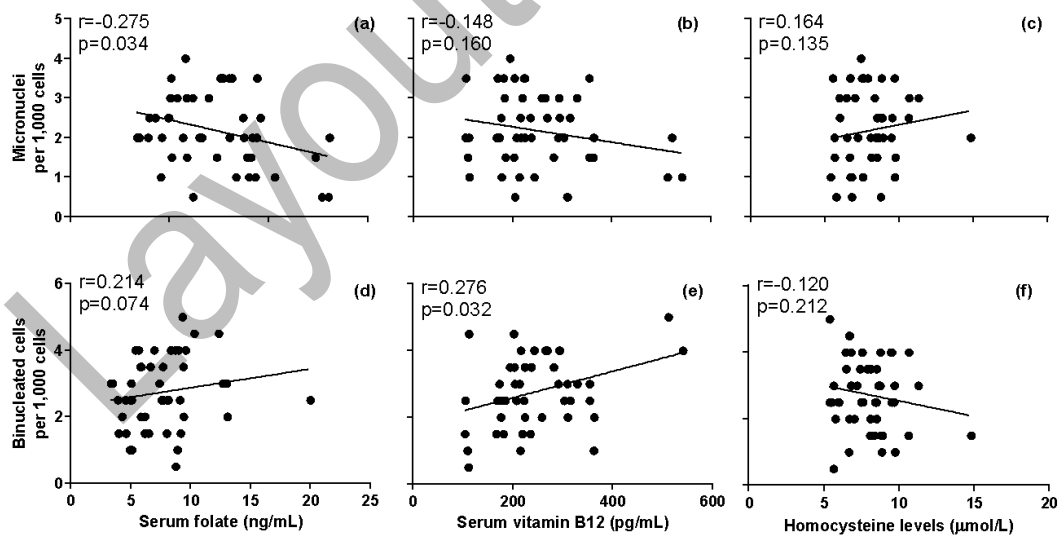 r=-0.275
p=0.034
(a)
r=-0.148
p=0.160
(b)
r=0.164
p=0.135
(c)
Micronuclei
per 1,000 cells
5
4
3
2
1
0
r=0.214
p=0.074
(d)
r=0.276
p=0.032
(e)
r=-0.120
p=0.212
(f)
Binucleated cells
per 1,000 cells
6
4
2
0
0 5 10 15 20 25
0 200 400 600
0 5 10 15 20
Serum folate (ng/mL)
Serum vitamin B12 (pg/mL)
Homocysteine levels (µmol/L)
Layout